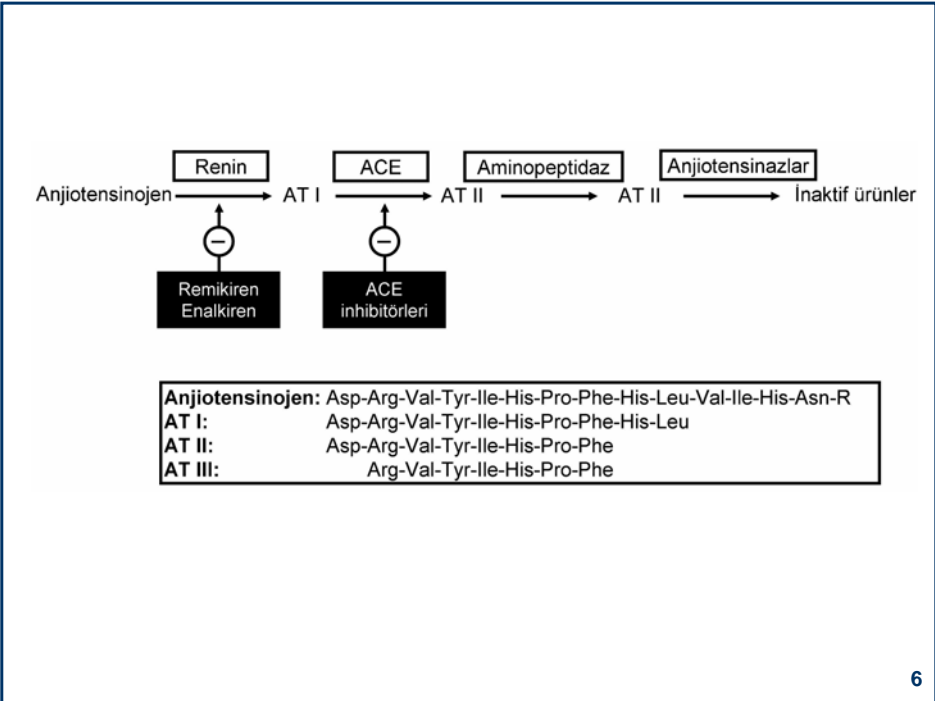 Renin ACE Aminopeptidaz Anjiotensinazlar
Anjiotensinojen AT I AT II AT II İnaktif ürünler
−
−
Remikiren
Enalkiren
ACE
inhibitörleri
Anjiotensinojen: Asp-Arg-Val-Tyr-Ile-His-Pro-Phe-His-Leu-Val-Ile-His-Asn-R
AT I: Asp-Arg-Val-Tyr-Ile-His-Pro-Phe-His-Leu
AT II: Asp-Arg-Val-Tyr-Ile-His-Pro-Phe
AT III: Arg-Val-Tyr-Ile-His-Pro-Phe
6